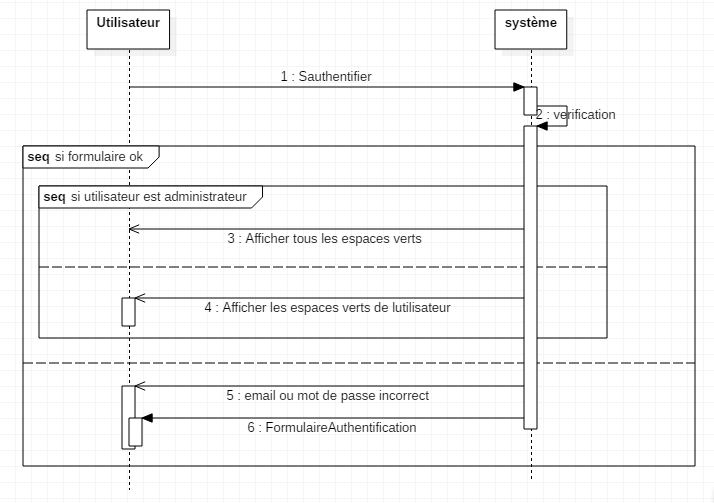 Utilisateur
système
1 : Sauthentifier
2 : verification
seq si formulaire ok
seq si utilisateur est administrateur
3 : Afficher tous les espaces verts
4 : Afficher les espaces verts de lutilisateur
5 : email ou mot de passe incorrect
6 : FormulaireAuthentification